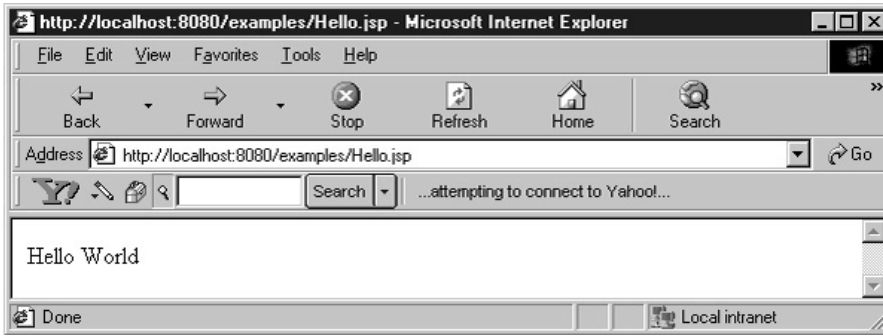 http://localhost:8080/examples/Hello.jsp - Microsoft Internet Explorer
File Edit View Favorites Tools Help
Back Forward Stop Refresh Home Search »
Address http://localhost:8080/examples/Hello.jsp Go
Y! Search ...attempting to connect to Yahoo!...
Hello World
Done Local intranet